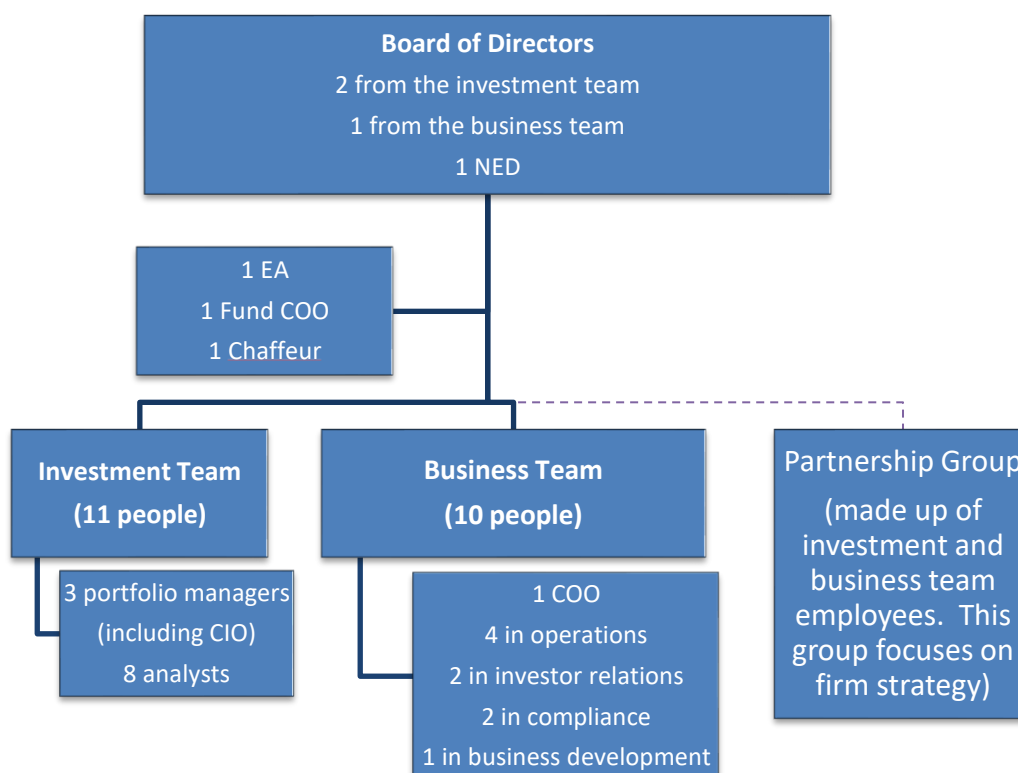 Board of Directors
2 from the investment team
1 from the business team
1 NED
1 EA
1 Fund COO
1 Chaffeur
Investment Team
(11 people)
3 portfolio managers
(including CIO)
8 analysts
Business Team
(10 people)
1 COO
4 in operations
2 in investor relations
2 in compliance
1 in business development
Partnership Group
(made up of
investment and
business team
employees.  This
group focuses on
firm strategy)